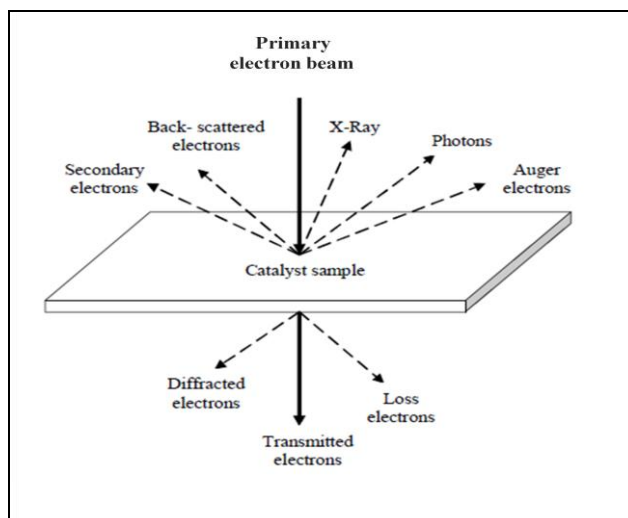 Primary
electron beam
Back- scattered
electrons
X-Ray
Photons
Secondary
electrons
Auger
electrons
Catalyst sample
Diffracted
electrons
Loss
electrons
Transmitted
electrons